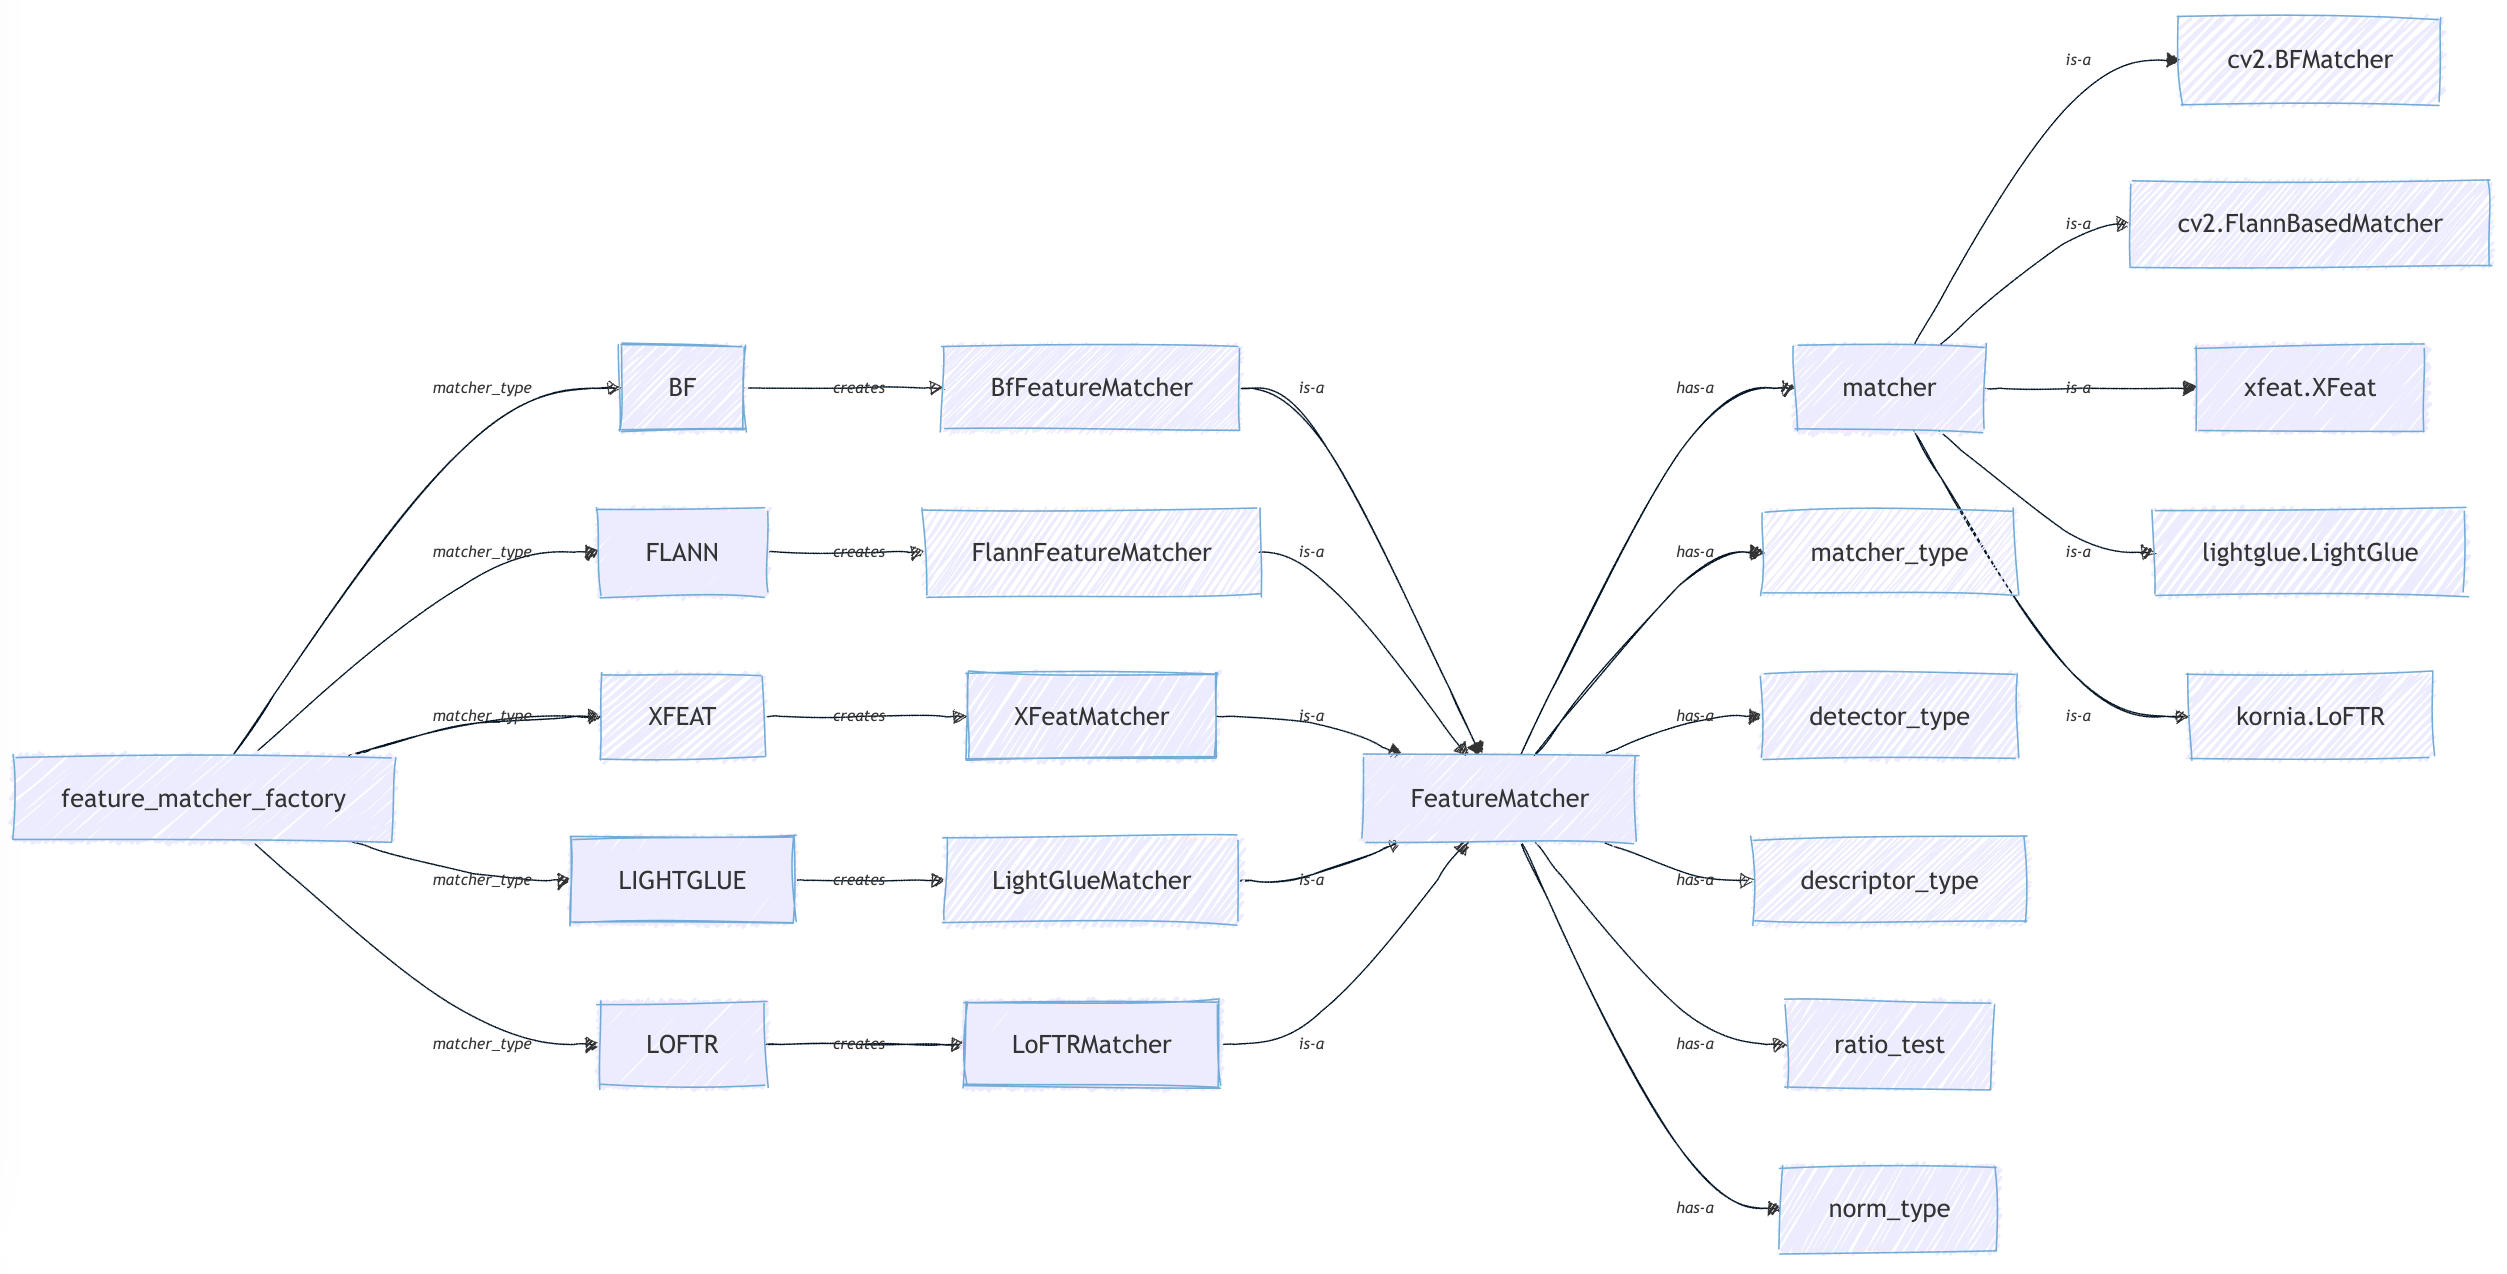 cv2.BFMatcher
is-a
cv2.FlannBasedMatcher
is-a
matcher_type
BF
creates
BfFeatureMatcher
is-a
has-a
matcher
is-a
xfeat.XFeat
matcher_type
FLANN
creates
FlannFeatureMatcher
is-a
has-a
matcher_type
is-a
lightglue.LightGlue
matcher_type
XFEAT
creates
XFeatMatcher
is-a
has-a
detector_type
is-a
kornia.LoFTR
feature_matcher_factory
FeatureMatcher
matcher_type
LIGHTGLUE
creates
LightGlueMatcher
is-a
has-a
descriptor_type
matcher_type
LOFTR
creates
LoFTRMatcher
is-a
has-a
ratio_test
has-a
norm_type